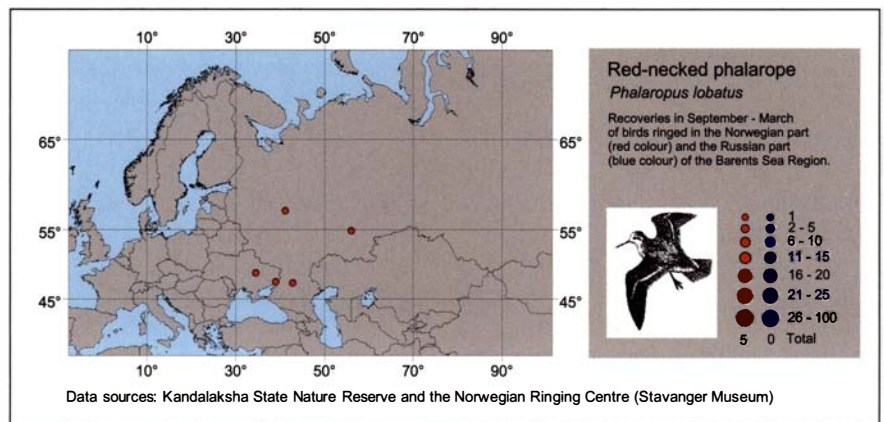 10° 30° 50° 70° 90°
65° 65°
55° 55°
45° 45°
10° 30° 50° 70° 90°
Red-necked phalarope
Phalaropus lobatus
Recoveries in September - March
of birds ringed in the Norwegian part
(red colour) and the Russian part
(blue colour) of the Barents Sea Region.
1
2 - 5
6 - 10
11 - 15
16 - 20
21 - 25
26 - 100
5 0 Total
Data sources: Kandalaksha State Nature Reserve and the Norwegian Ringing Centre (Stavanger Museum)